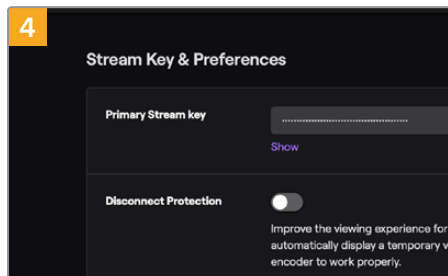 4
Stream Key & Preferences
Primary Stream key
Show
Disconnect Protection
Improve the viewing experience for
automatically display a temporary v
encoder to work properly.